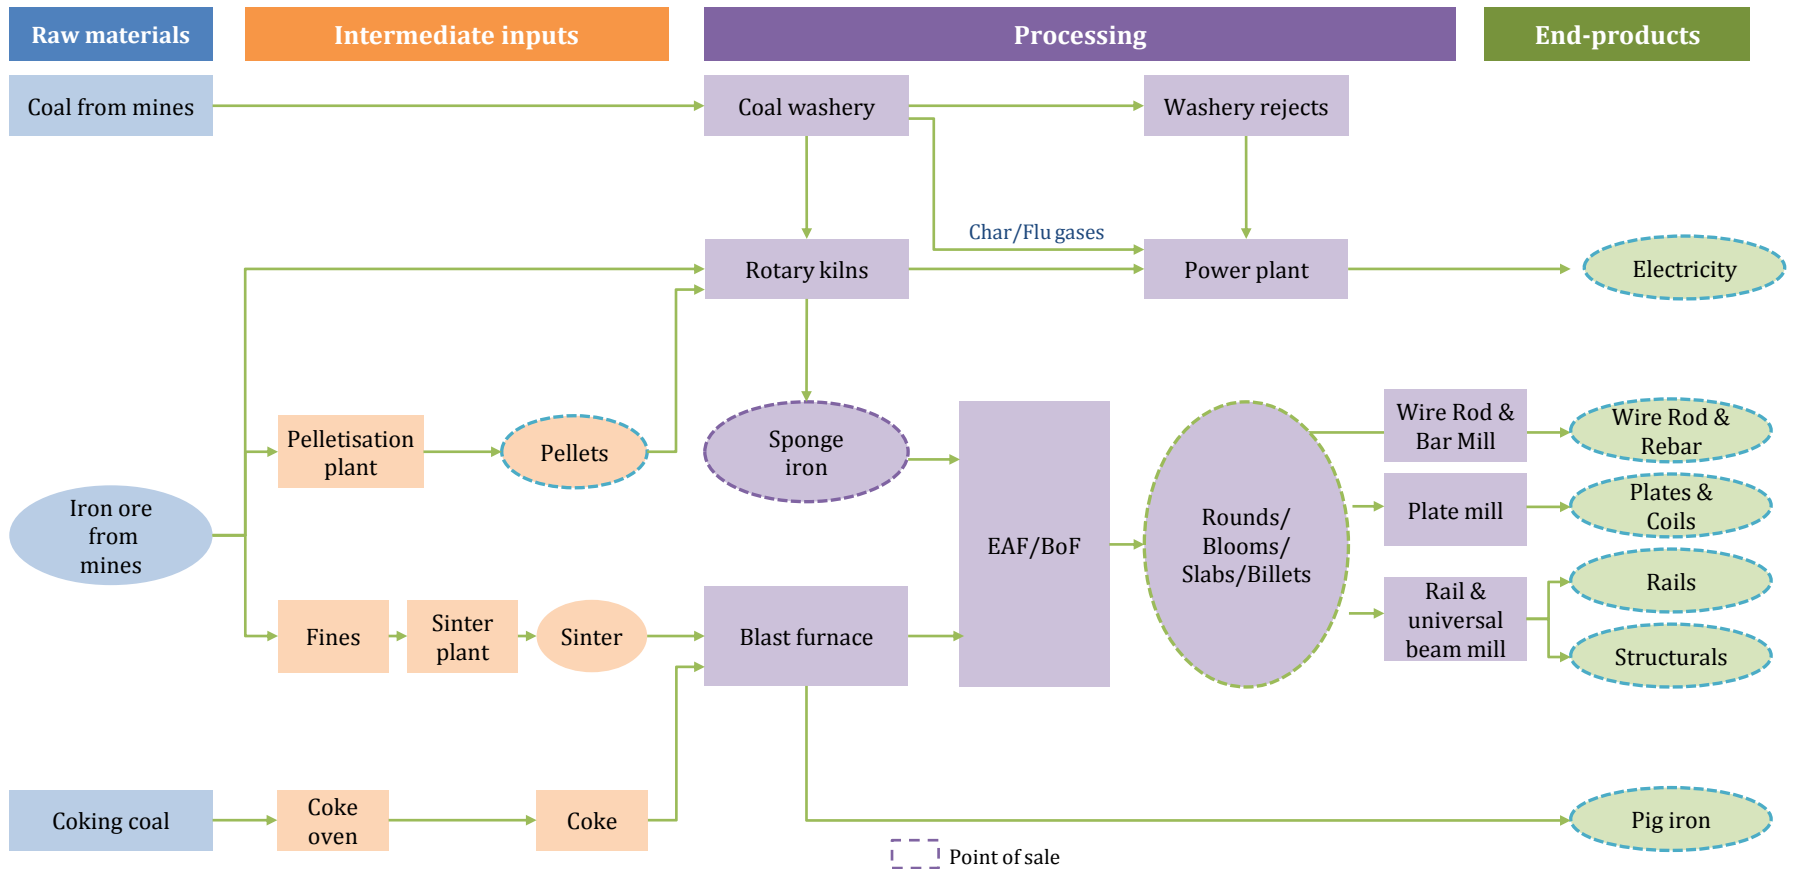 Raw materials
Intermediate inputs
Processing
End-products
Coal from mines
Coal washery
Washery rejects
Char/Flu gases
Rotary kilns
Power plant
Electricity
Pelletisation
plant
Pellets
Sponge
iron
Wire Rod &
Bar Mill
Wire Rod &
Rebar
Iron ore
from
mines
EAF/BoF
Rounds/
Blooms/
Slabs/Billets
Plate mill
Plates &
Coils
Fines
Sinter
plant
Sinter
Blast furnace
Rail &
universal
beam mill
Rails
Structurals
Coking coal
Coke
oven
Coke
Pig iron
Point of sale